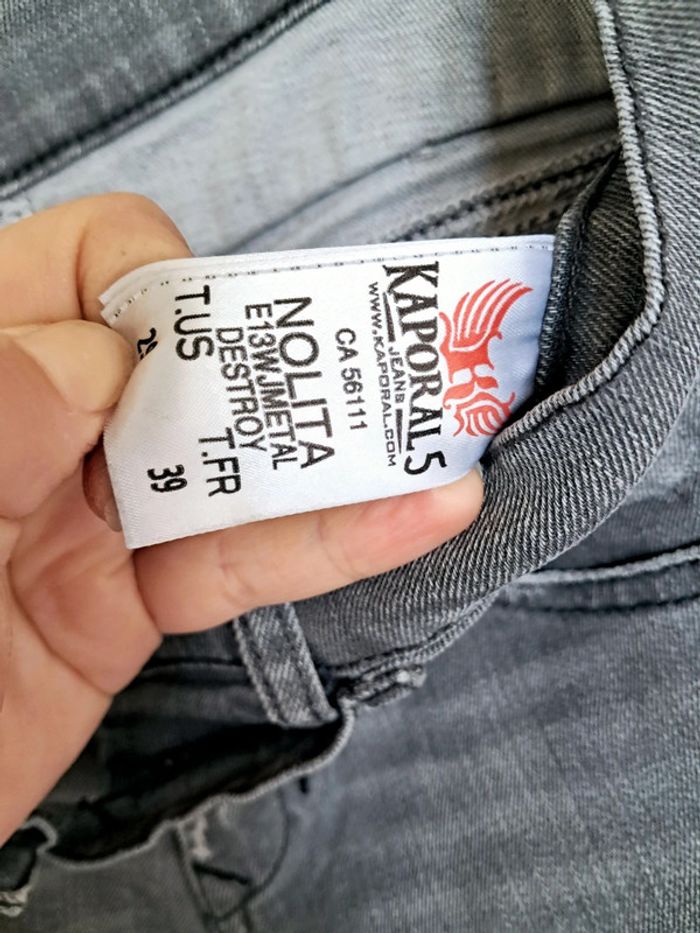 KAPORAL 5
JEANS
WWW.KAPORAL.COM
CA 56111
NOLITA
E13WJMETAL
DESTROY
T.US T.FR
39